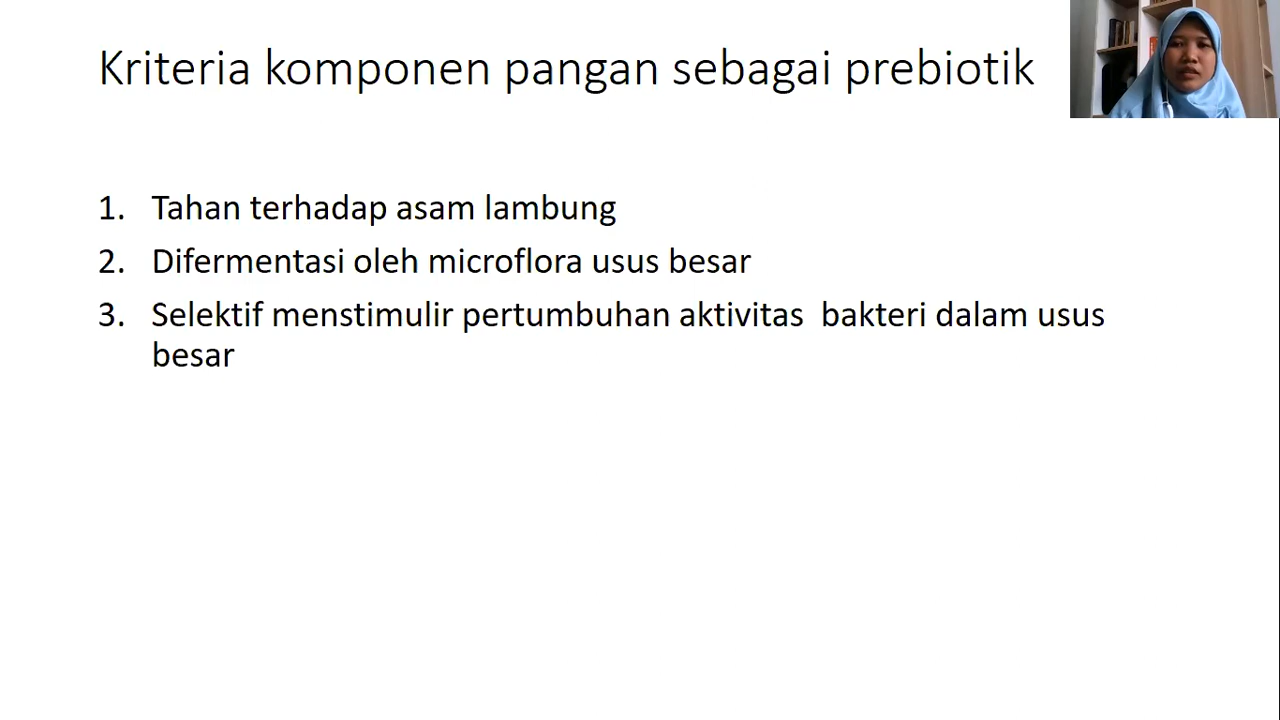 Kriteria komponen pangan sebagai prebiotik
1. Tahan terhadap asam lambung
2. Difermentasi oleh microflora usus besar
3. Selektif menstimulir pertumbuhan aktivitas  bakteri dalam usus
besar